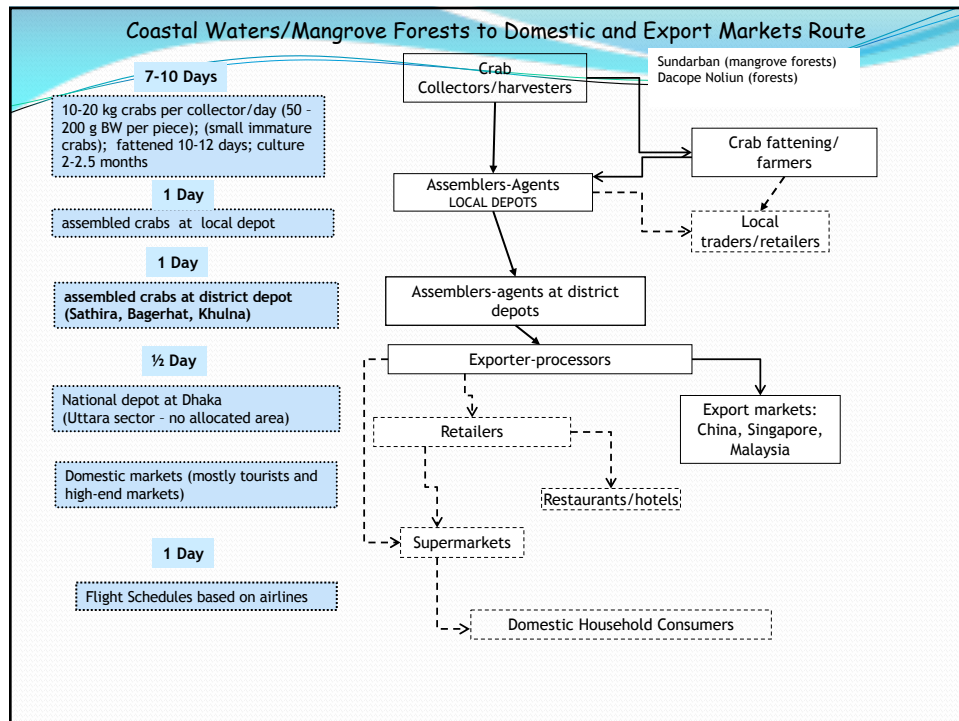 Coastal Waters/Mangrove Forests to Domestic and Export Markets Route
7-10 Days
10-20 kg crabs per collector/day (50 -
200 g BW per piece); (small immature
crabs); fattened 10-12 days; culture
2-2.5 months
1 Day
assembled crabs at local depot
1 Day
assembled crabs at district depot
(Sathira, Bagerhat, Khulna)
½ Day
National depot at Dhaka
(Uttara sector - no allocated area)
Domestic markets (mostly tourists and
high-end markets)
1 Day
Flight Schedules based on airlines
Crab
Collectors/harvesters
Sundarban (mangrove forests)
Dacope Noliun (forests)
Crab fattening/
farmers
Assemblers-Agents
LOCAL DEPOTS
Local
traders/retailers
Assemblers-agents at district
depots
Exporter-processors
Export markets:
China, Singapore,
Malaysia
Retailers
Restaurants/hotels
Supermarkets
Domestic Household Consumers